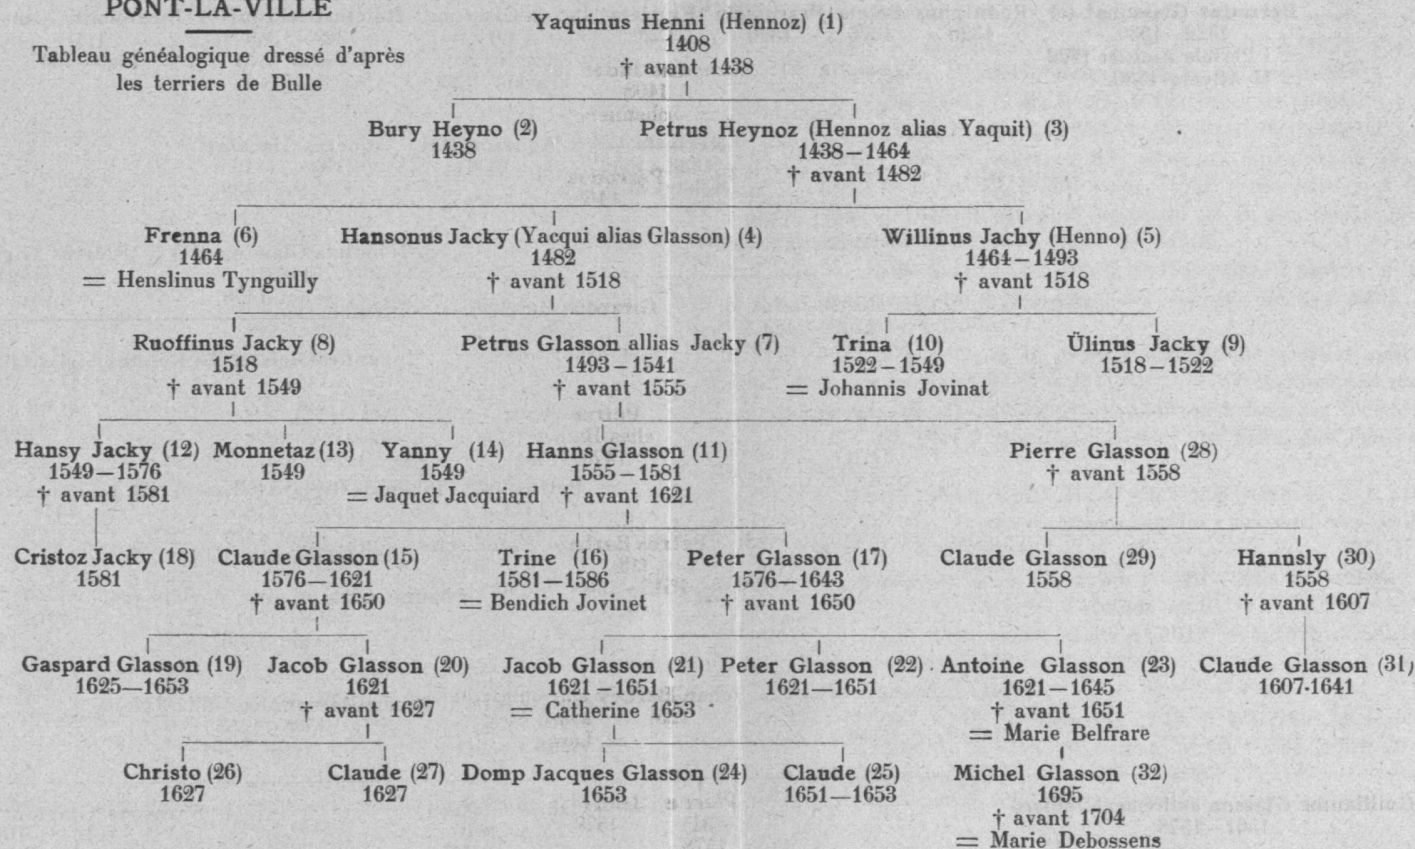 PONT-LA-VILLE
Tableau généalogique dressé d'après
les terriers de Bulle
Yaquinus Henni (Hennoz) (1)
1408
† avant 1438
Bury Heyno (2)
1438
Petrus Heynoz (Hennoz alias Yaquit) (3)
1438—1464
† avant 1482
Frenna (6)
1464
= Henslinus Tynguilly
Hansonus Jacky (Yacqui alias Glasson) (4)
1482
† avant 1518
Willinus Jachy (Henno) (5)
1464—1493
† avant 1518
Ruoffinus Jacky (8)
1518
† avant 1549
Petrus Glasson allias Jacky (7)
1493—1541
† avant 1555
Trina (10)
1522—1549
= Johannis Jovinat
Ülinus Jacky (9)
1518—1522
Hansy Jacky (12)
1549—1576
† avant 1581
Monnetaz (13)
1549
Yanny (14)
1549
= Jaquet Jacquiard
Hanns Glasson (11)
1555—1581
† avant 1621
Pierre Glasson (28)
† avant 1558
Cristoz Jacky (18)
1581
Claude Glasson (15)
1576—1621
† avant 1650
Trine (16)
1581—1586
= Bendich Jovinet
Peter Glasson (17)
1576—1643
† avant 1650
Claude Glasson (29)
1558
Hannsly (30)
1558
† avant 1607
Gaspard Glasson (19)
1625—1653
Jacob Glasson (20)
1621
† avant 1627
Jacob Glasson (21)
1621—1651
= Catherine 1653
Peter Glasson (22)
1621—1651
Antoine Glasson (23)
1621—1645
† avant 1651
= Marie Belfrare
Claude Glasson (31)
1607-1641
Christo (26)
1627
Claude (27)
1627
Domp Jacques Glasson (24)
1653
Claude (25)
1651—1653
Michel Glasson (32)
1695
† avant 1704
= Marie Debossens